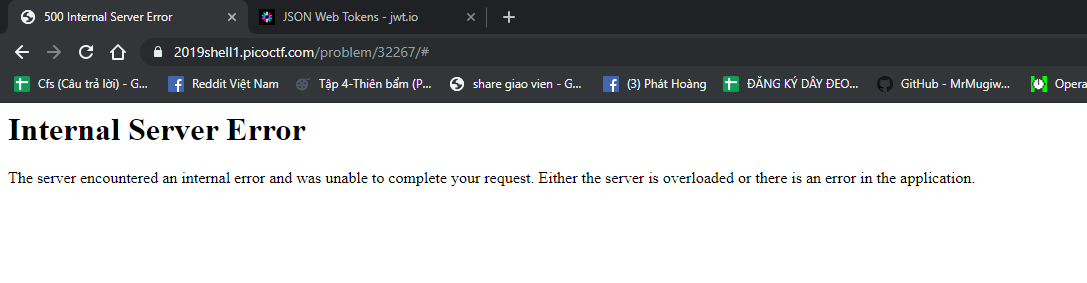 500 Internal Server Error
JSON Web Tokens - jwt.io
2019shell1.picoctf.com/problem/32267/#
Cfs (Câu trả lời) - G... Reddit Việt Nam Tập 4-Thiên bẩm (P... share giao vien - G... (3) Phát Hoàng ĐĂNG KÝ DÂY ĐEO... GitHub - MrMugiw... Opera
Internal Server Error
The server encountered an internal error and was unable to complete your request. Either the server is overloaded or there is an error in the application.